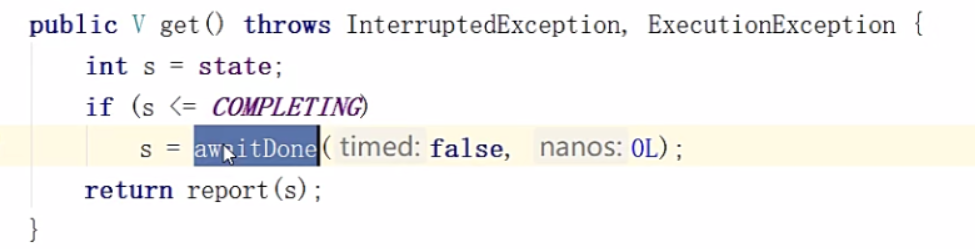 public V get() throws InterruptedException, ExecutionException {
int s = state;
if (s <= COMPLETING)
s = awaitDone( timed: false, nanos: 0L);
return report(s);
}